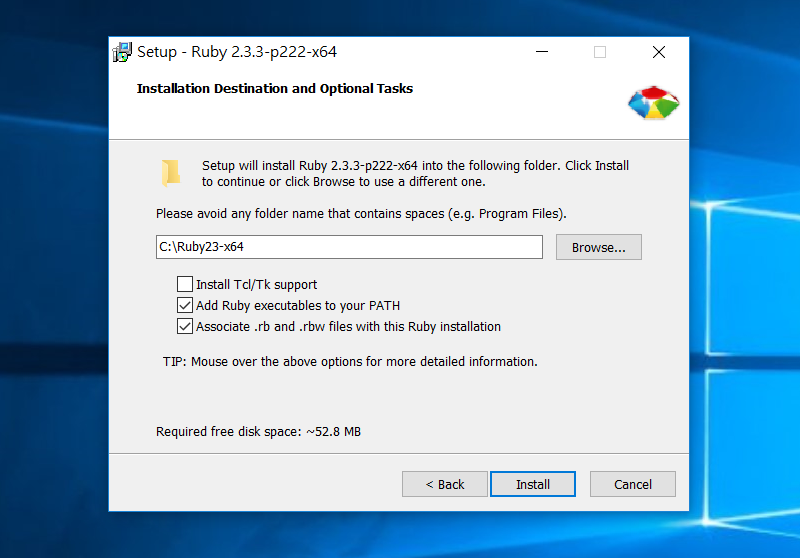 Setup - Ruby 2.3.3-p222-x64
Installation Destination and Optional Tasks
Setup will install Ruby 2.3.3-p222-x64 into the following folder. Click Install
to continue or click Browse to use a different one.
Please avoid any folder name that contains spaces (e.g. Program Files).
C:\Ruby23-x64
Browse...
Install Tcl/Tk support
Add Ruby executables to your PATH
Associate .rb and .rbw files with this Ruby installation
TIP: Mouse over the above options for more detailed information.
Required free disk space: ~52.8 MB
< Back
Install
Cancel